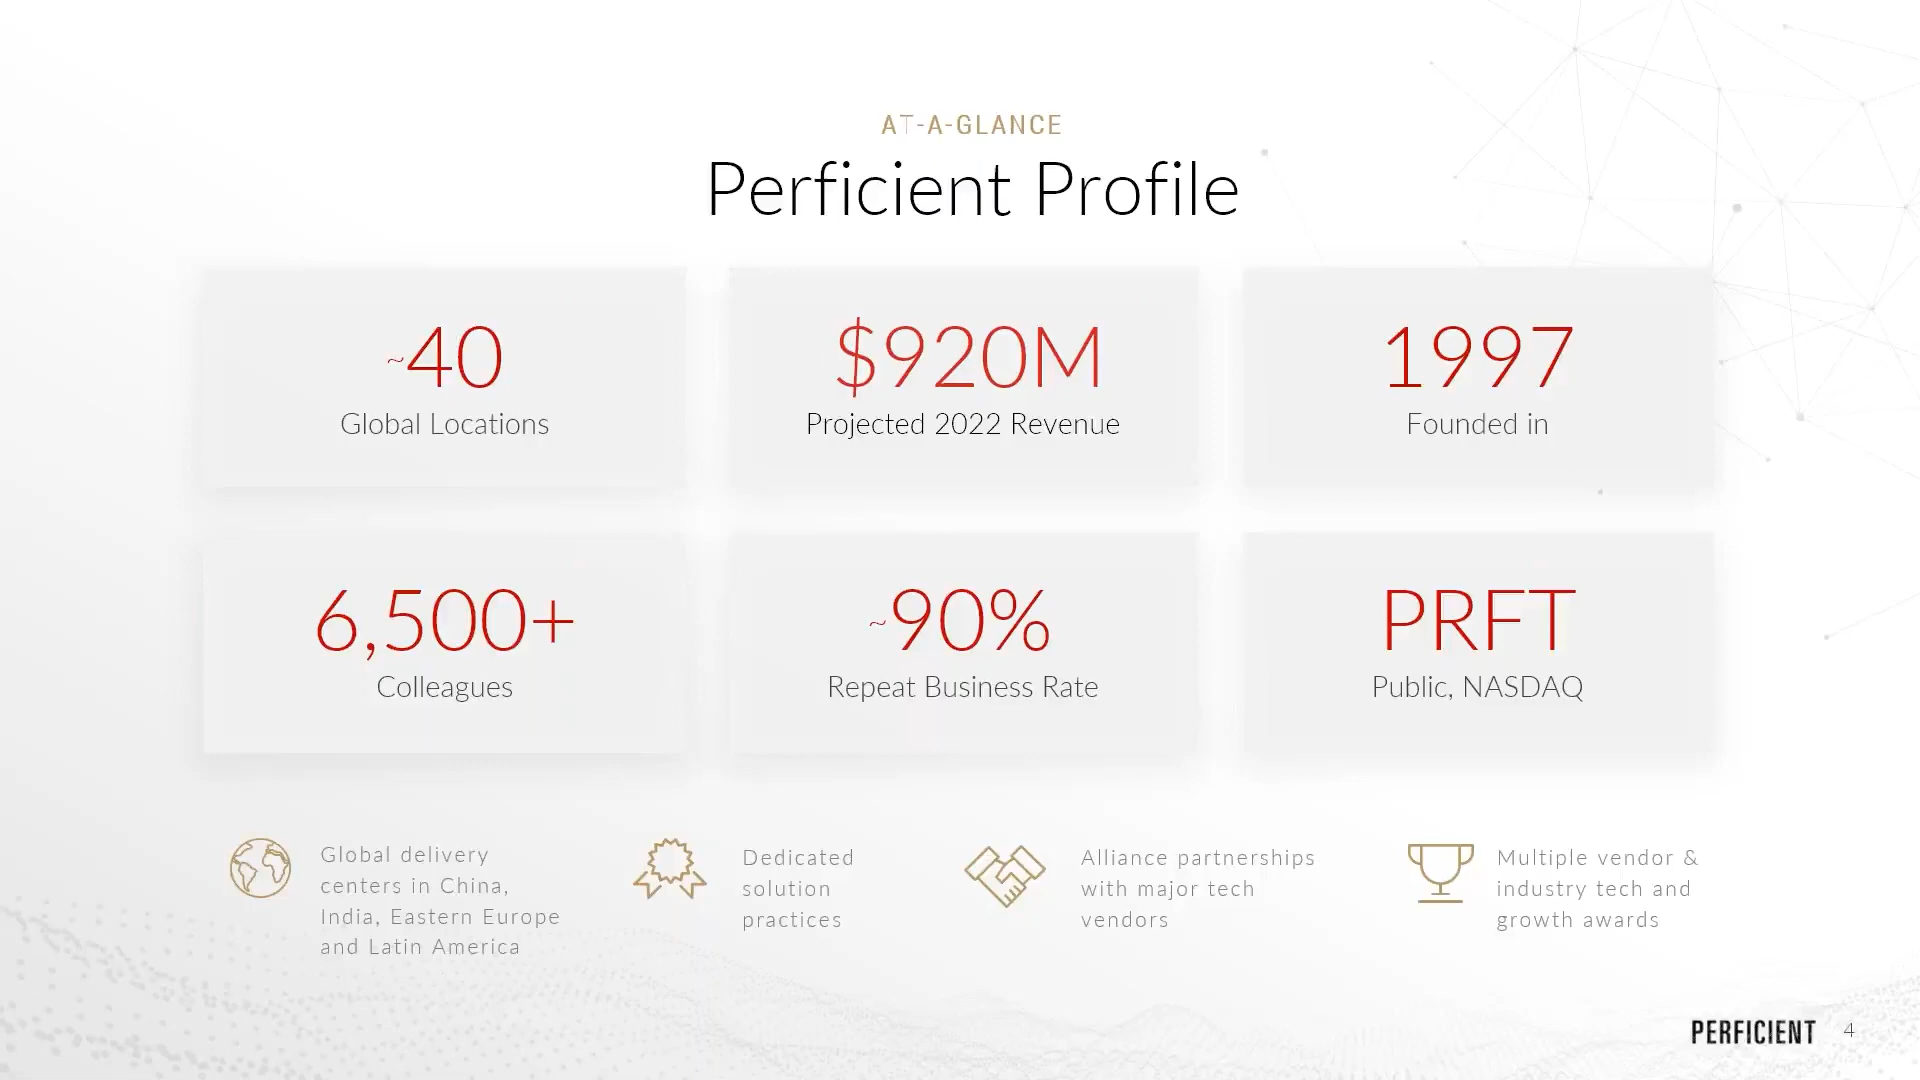 AT-A-GLANCE
Perficient Profile
~40
Global Locations
$920M
Projected 2022 Revenue
1997
Founded in
6,500+
Colleagues
~90%
Repeat Business Rate
PRFT
Public, NASDAQ
Global delivery
centers in China,
India, Eastern Europe
and Latin America
Dedicated
solution
practices
Alliance partnerships
with major tech
vendors
Multiple vendor &
industry tech and
growth awards
PERFICIENT 4